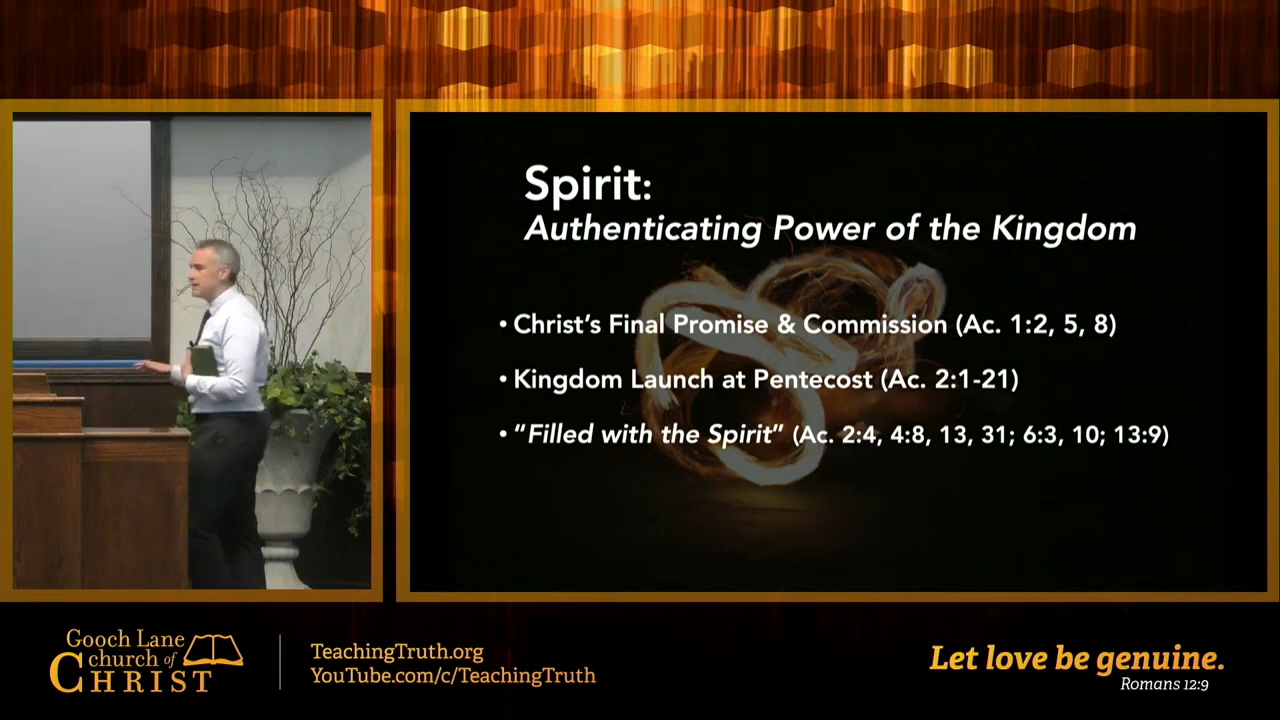 Spirit:
Authenticating Power of the Kingdom
• Christ's Final Promise & Commission (Ac. 1:2, 5, 8)
• Kingdom Launch at Pentecost (Ac. 2:1-21)
• "Filled with the Spirit" (Ac. 2:4, 4:8, 13, 31; 6:3, 10; 13:9)
Gooch Lane
church of
CHRIST
TeachingTruth.org
YouTube.com/c/TeachingTruth
Let love be genuine.
Romans 12:9